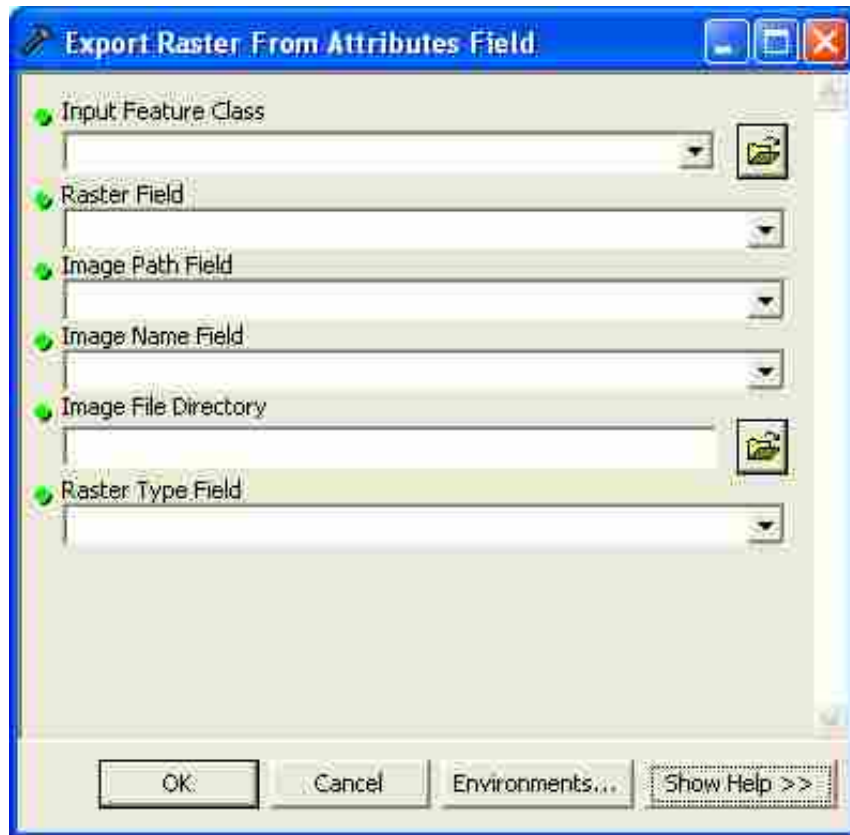 Export Raster From Attributes Field
Input Feature Class
Raster Field
Image Path Field
Image Name Field
Image File Directory
Raster Type Field
OK Cancel Environments... Show Help >>